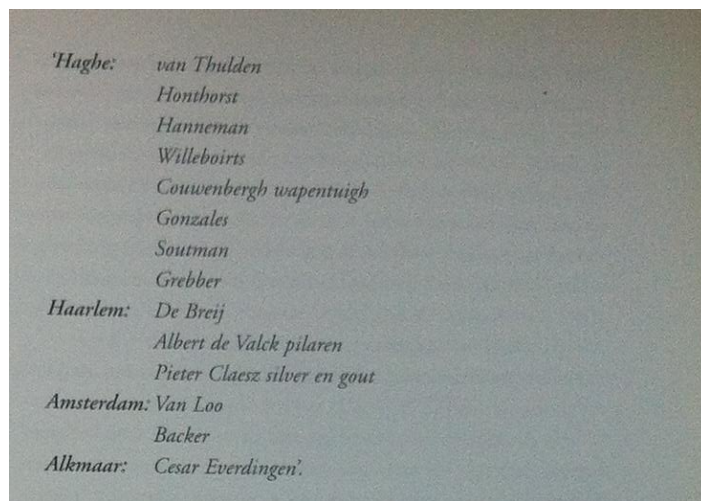 ‘Haghe: van Thulden
Honthorst
Hanneman
Willeboirts
Couwenbergh wapentuigh
Gonzales
Soutman
Grebber
Haarlem: De Breij
Albert de Valck pilaren
Pieter Claesz silver en gout
Amsterdam: Van Loo
Backer
Alkmaar: Cesar Everdingen’.